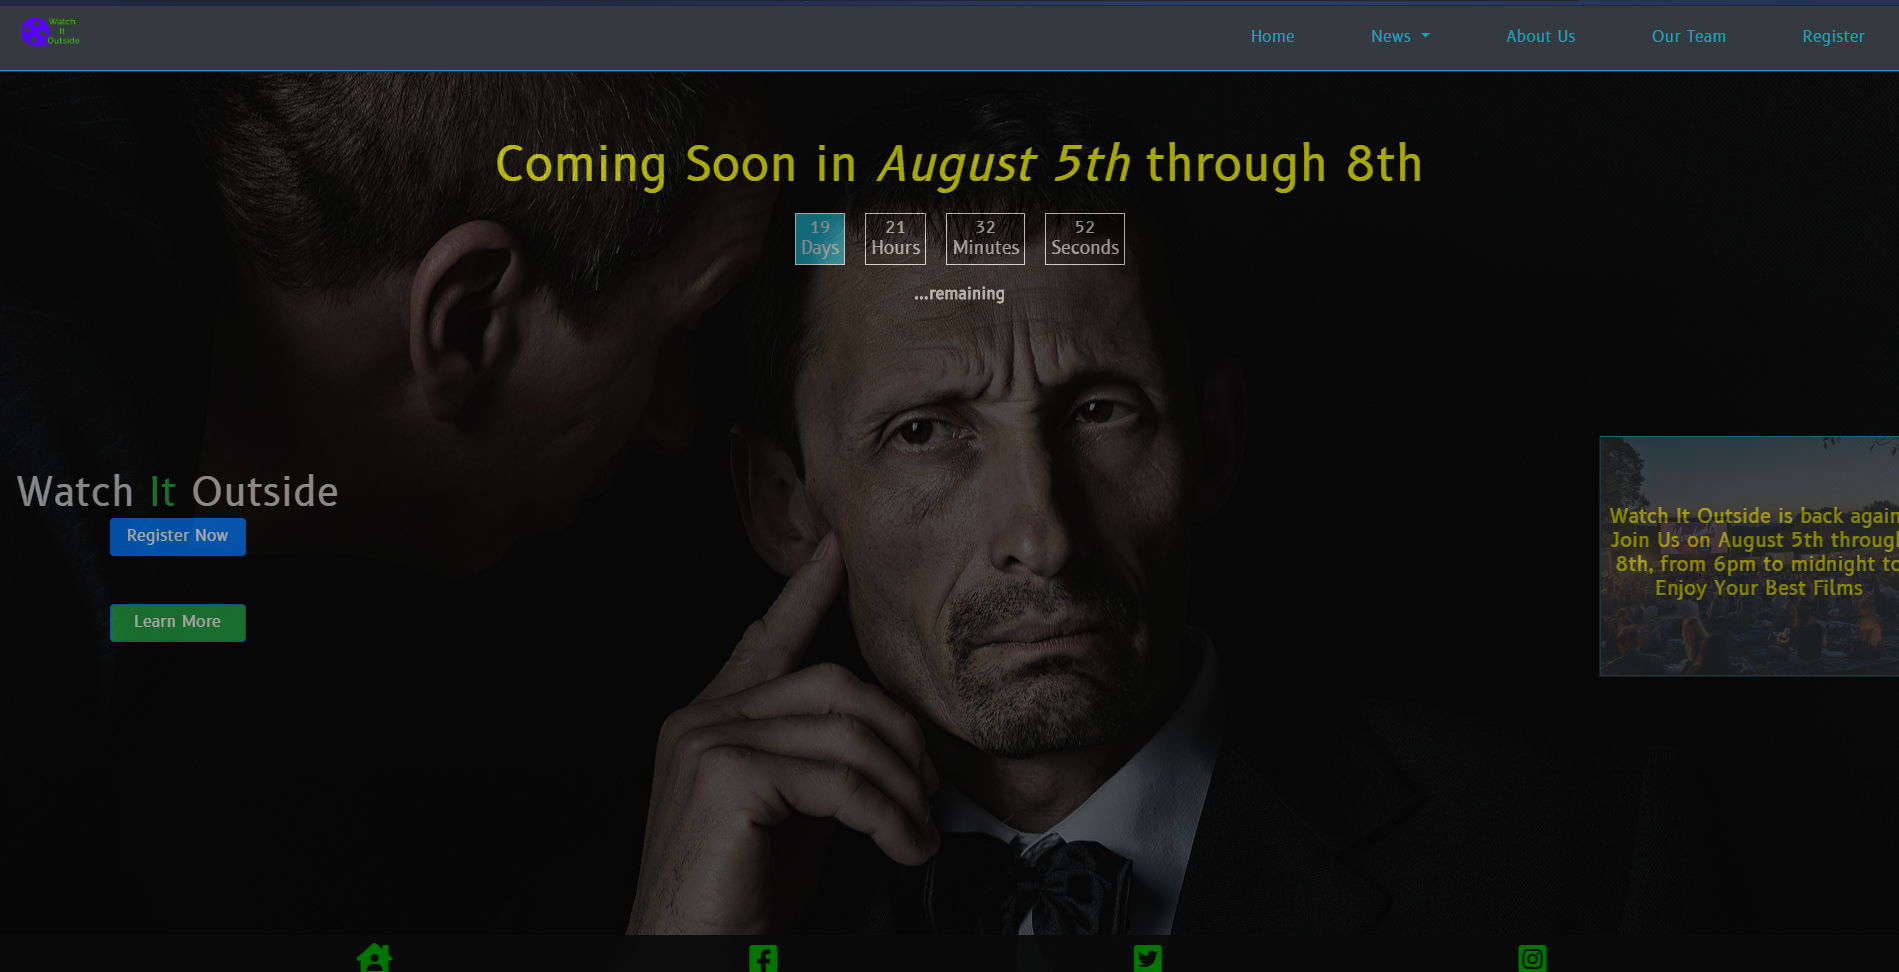 Watch
It
Outside
Home
News
About Us
Our Team
Register
Coming Soon in August 5th through 8th
19
Days
21
Hours
32
Minutes
52
Seconds
...remaining
Watch It Outside
Register Now
Learn More
Watch It Outside is back again
Join Us on August 5th throug
8th, from 6pm to midnight to
Enjoy Your Best Films